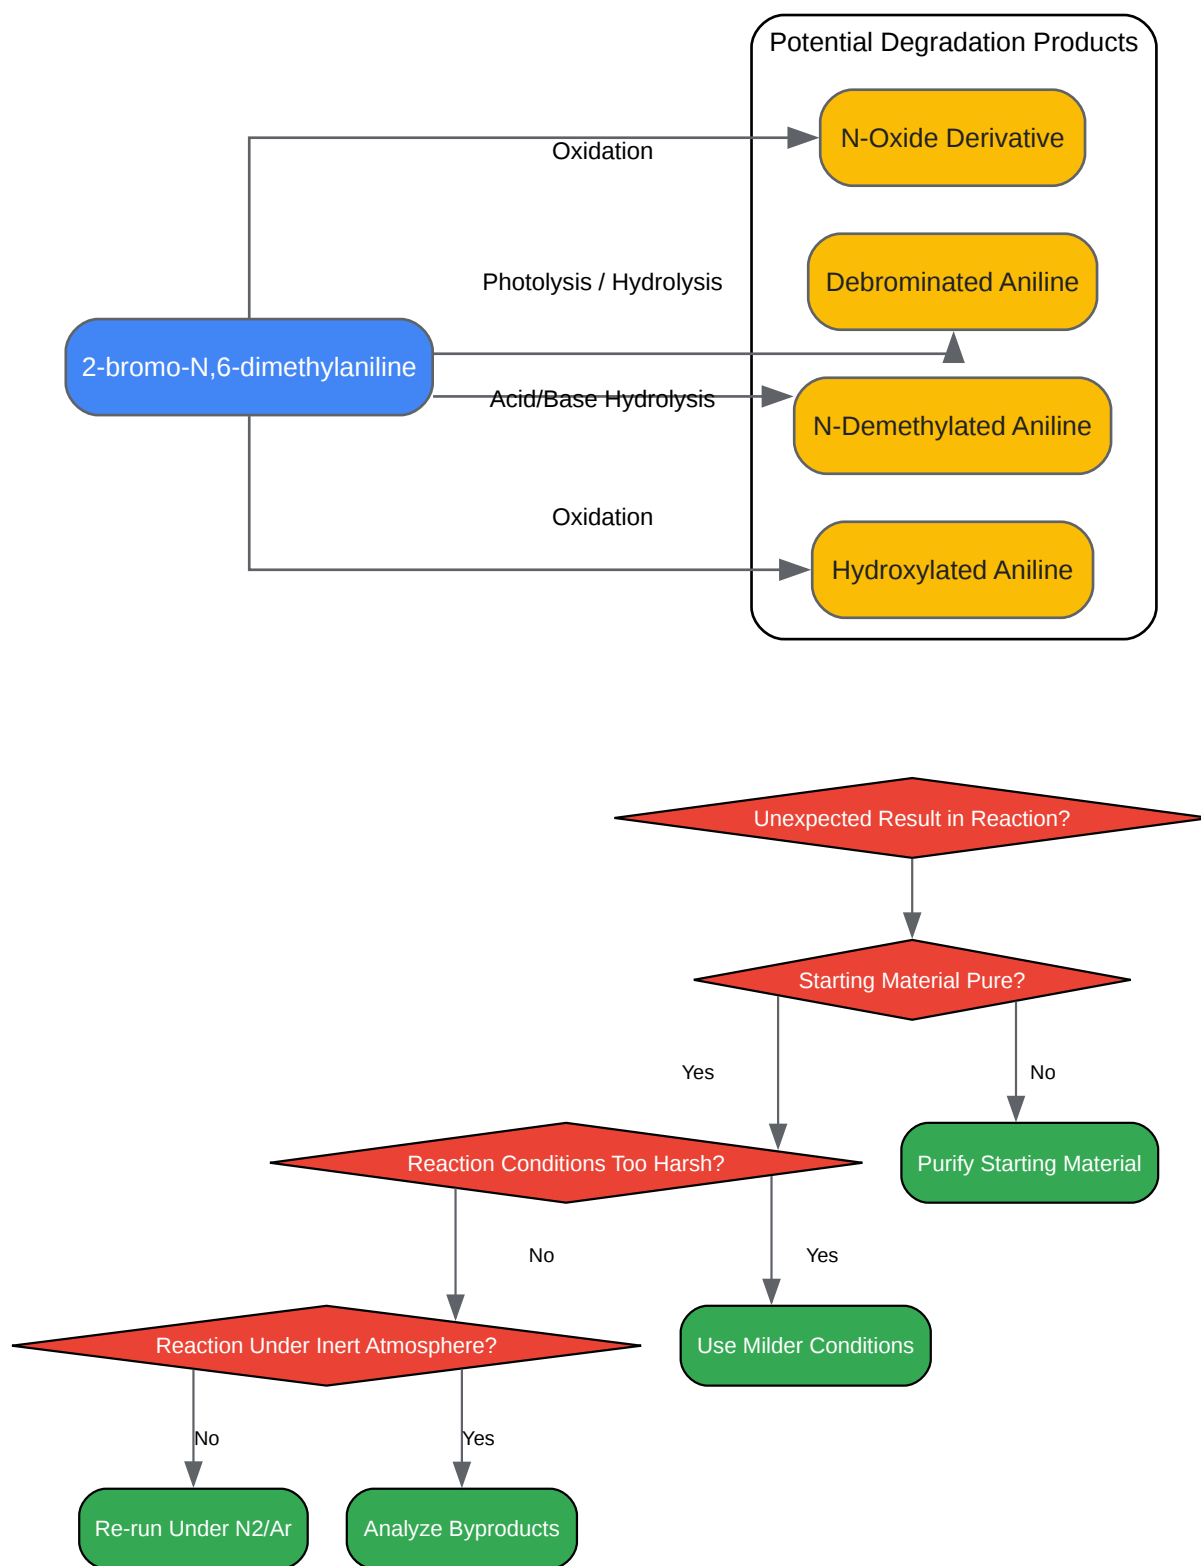 Potential Degradation Products
Oxidation
N-Oxide Derivative
Photolysis / Hydrolysis
Debrominated Aniline
2-bromo-N,6-dimethylaniline
Acid/Base Hydrolysis
N-Demethylated Aniline
Oxidation
Hydroxylated Aniline
Unexpected Result in Reaction?
Starting Material Pure?
Yes
No
Reaction Conditions Too Harsh?
Purify Starting Material
No
Yes
Reaction Under Inert Atmosphere?
Use Milder Conditions
No
Yes
Re-run Under N2/Ar
Analyze Byproducts